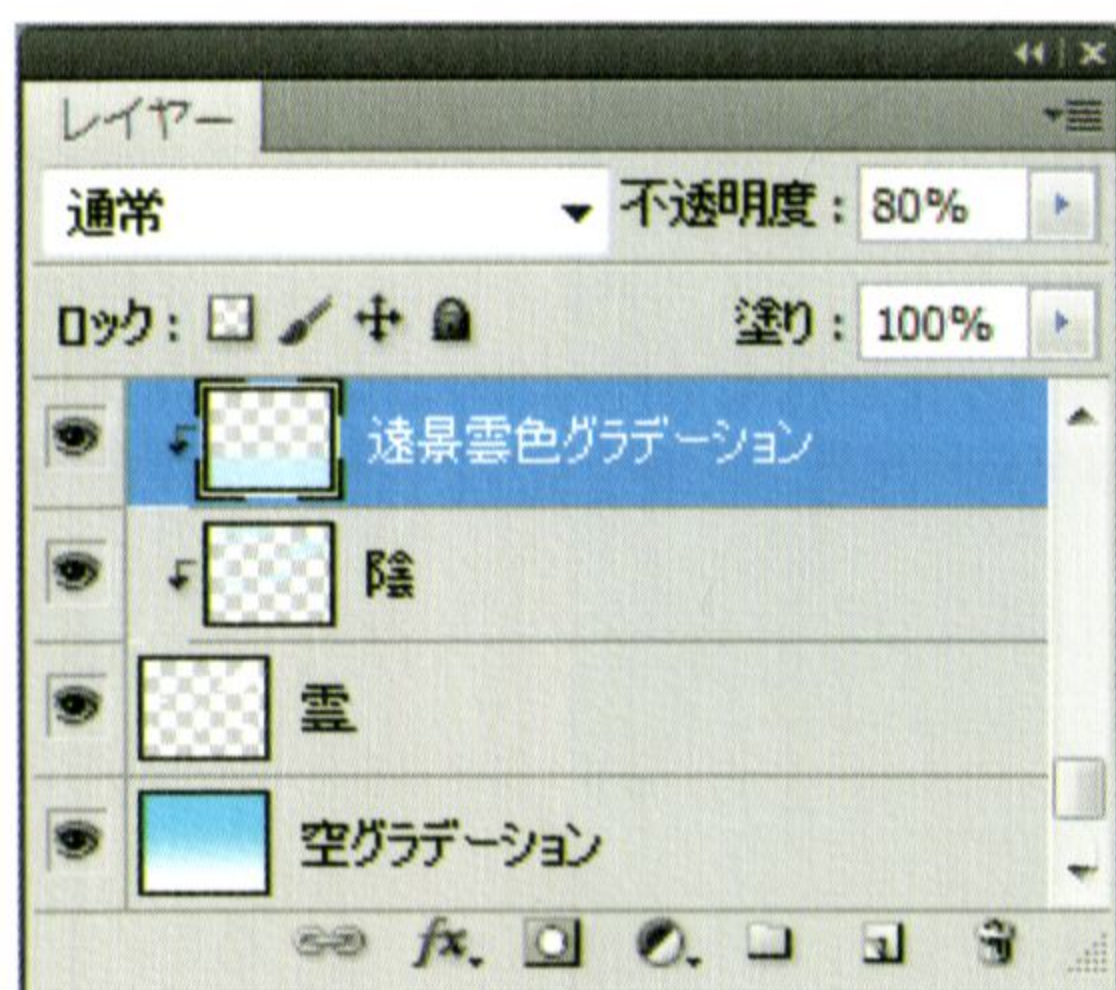 レイヤー
通常 不透明度: 80%
ロック: 塗り: 100%
遠景雲色グラデーション
陰
雲
空グラデーション
fx.